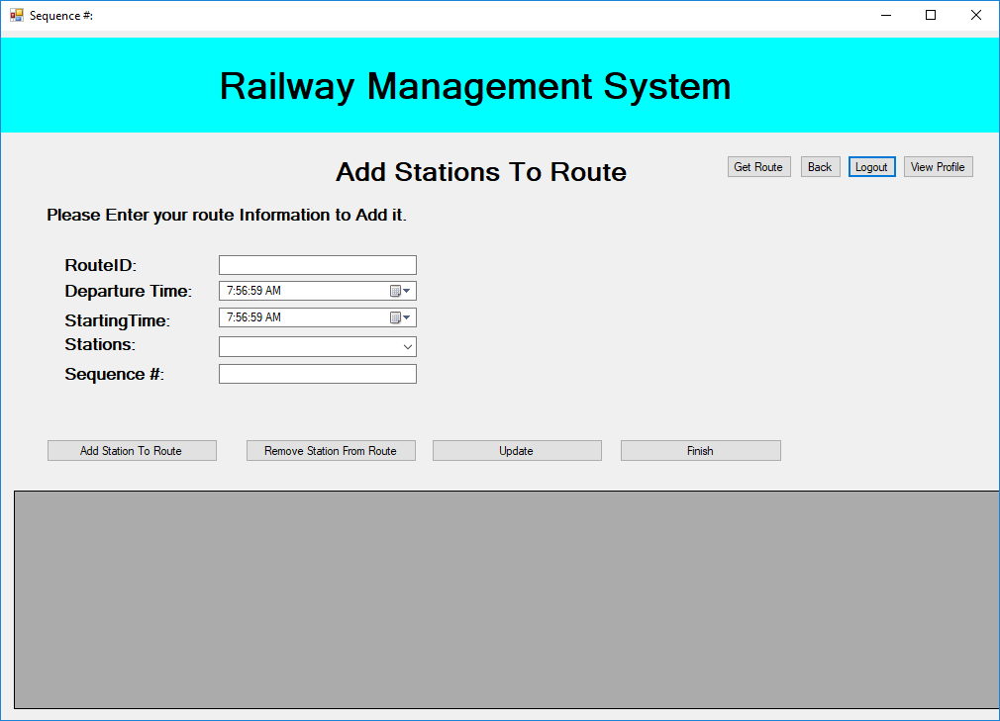 Sequence #:
Railway Management System
Add Stations To Route
Get Route
Back
Logout
View Profile
Please Enter your route Information to Add it.
RouteID:
Departure Time: 7:56:59 AM
StartingTime: 7:56:59 AM
Stations:
Sequence #:
Add Station To Route
Remove Station From Route
Update
Finish